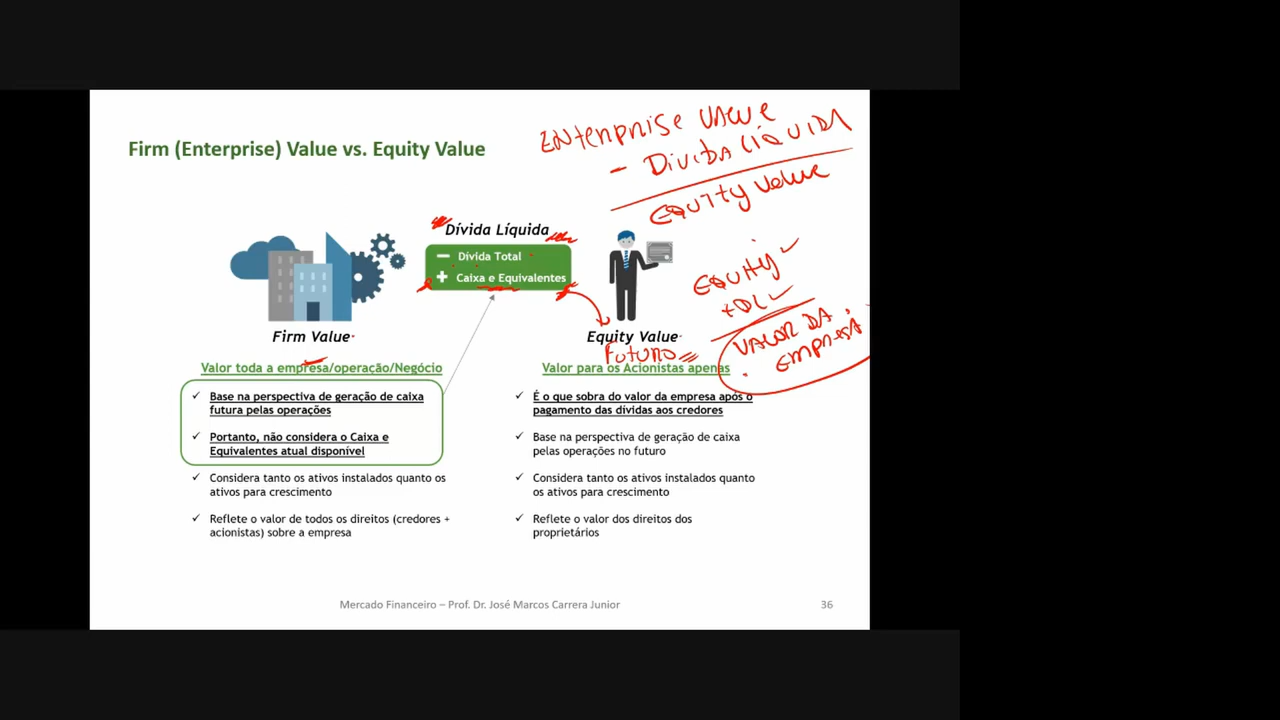 Firm (Enterprise) Value vs. Equity Value
ENTERPRISE VALUE
- DIVIDA LÍQUIDA
EQUITY VALUE
Dívida Líquida
− Dívida Total
+ Caixa e Equivalentes
EQUITY
+ DL
VALOR DA
EMPRESA
Firm Value
Equity Value
FUTURO
Valor toda a empresa/operação/Negócio
✓ Base na perspectiva de geração de caixa
futura pelas operações
✓ Portanto, não considera o Caixa e
Equivalentes atual disponível
✓ Considera tanto os ativos instalados quanto os
ativos para crescimento
✓ Reflete o valor de todos os direitos (credores +
acionistas) sobre a empresa
Valor para os Acionistas apenas
✓ É o que sobra do valor da empresa após o
pagamento das dívidas aos credores
✓ Base na perspectiva de geração de caixa
pelas operações no futuro
✓ Considera tanto os ativos instalados quanto
os ativos para crescimento
✓ Reflete o valor dos direitos dos
proprietários
Mercado Financeiro – Prof. Dr. José Marcos Carrera Junior
36